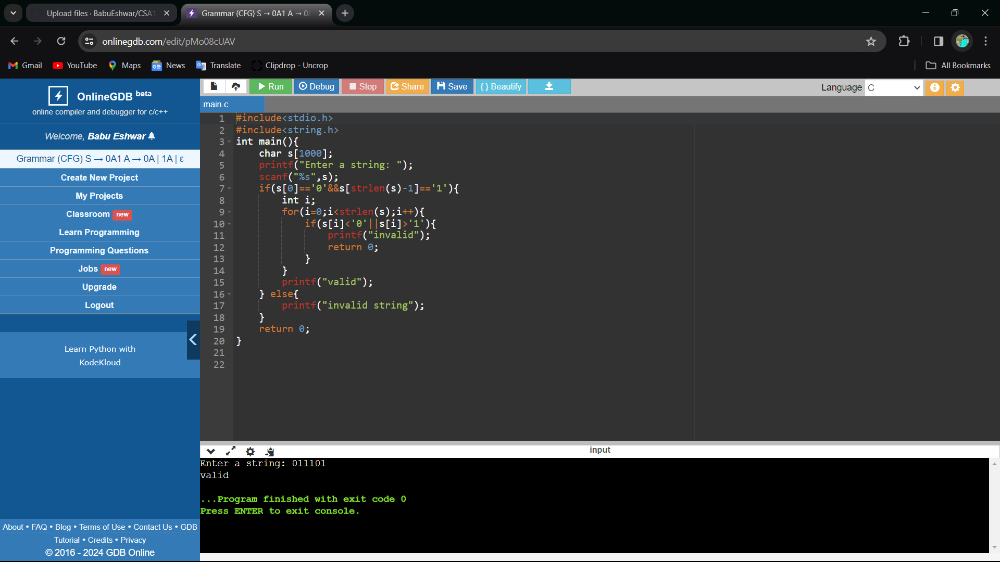 Upload files · BabuEshwar/CSA1
Grammar (CFG) S → 0A1 A → 0A
onlinegdb.com/edit/pMo08cUAV
Gmail
YouTube
Maps
News
Translate
Clipdrop - Uncrop
All Bookmarks
OnlineGDB beta
online compiler and debugger for c/c++
Welcome, Babu Eshwar
Grammar (CFG) S → 0A1 A → 0A | 1A | ε
Create New Project
My Projects
Classroom new
Learn Programming
Programming Questions
Jobs new
Upgrade
Logout
Learn Python with
KodeKloud
About • FAQ • Blog • Terms of Use • Contact Us • GDB
Tutorial • Credits • Privacy
© 2016 - 2024 GDB Online
Run
Debug
Stop
Share
Save
{ } Beautify
Language C
main.c
1 #include<stdio.h>
2 #include<string.h>
3 int main(){
4     char s[1000];
5     printf("Enter a string: ");
6     scanf("%s",s);
7     if(s[0]=='0'&&s[strlen(s)-1]=='1'){
8         int i;
9         for(i=0;i<strlen(s);i++){
10             if(s[i]<'0'||s[i]>'1'){
11                 printf("invalid");
12                 return 0;
13             }
14         }
15         printf("valid");
16     } else{
17         printf("invalid string");
18     }
19     return 0;
20 }
21
22
input
Enter a string: 011101
valid
...Program finished with exit code 0
Press ENTER to exit console.